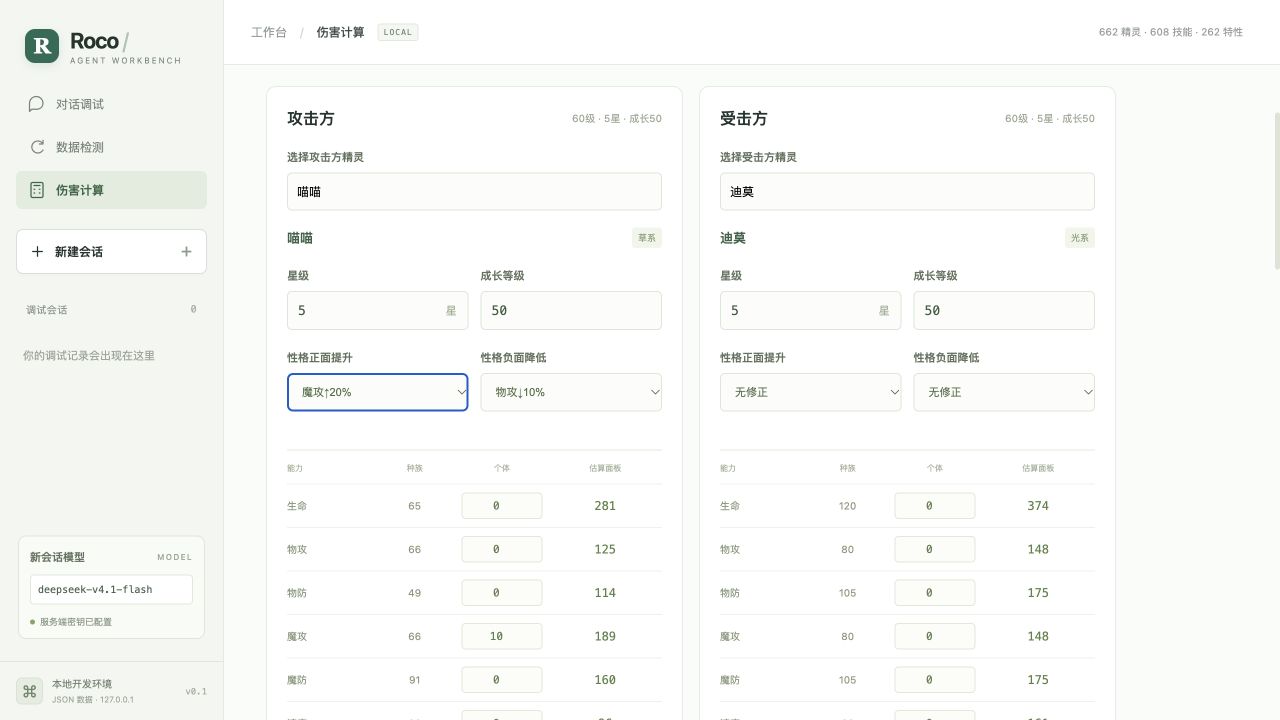 R
Roco /
AGENT WORKBENCH
对话调试
数据检测
伤害计算
新建会话
调试会话 0
你的调试记录会出现在这里
新会话模型 MODEL
deepseek-v4.1-flash
服务端密钥已配置
本地开发环境
JSON 数据 · 127.0.0.1
v0.1
工作台 / 伤害计算 LOCAL
662 精灵 · 608 技能 · 262 特性
攻击方 60级 · 5星 · 成长50
选择攻击方精灵
喵喵
喵喵 草系
星级 成长等级
5 星 50
性格正面提升 性格负面降低
魔攻↑20% 物攻↓10%
能力 种族 个体 估算面板
生命 65 0 281
物攻 66 0 125
物防 49 0 114
魔攻 66 10 189
魔防 91 0 160
受击方 60级 · 5星 · 成长50
选择受击方精灵
迪莫
迪莫 光系
星级 成长等级
5 星 50
性格正面提升 性格负面降低
无修正 无修正
能力 种族 个体 估算面板
生命 120 0 374
物攻 80 0 148
物防 105 0 175
魔攻 80 0 148
魔防 105 0 175